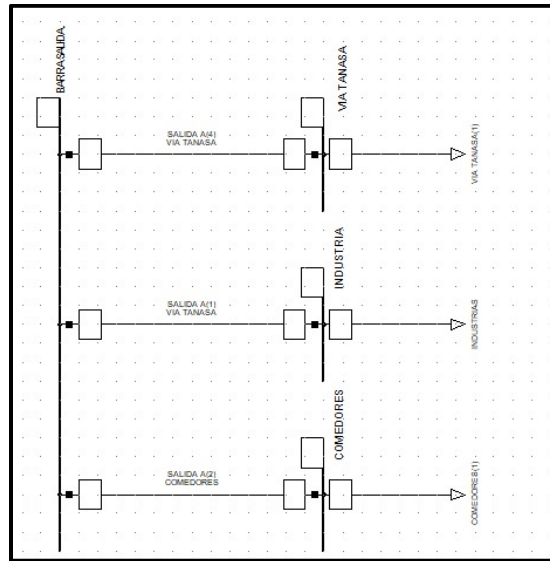 BARRASALIDA
VIA TANASA
SALIDA A(4)
VIA TANASA
VIA TANASA(1)
INDUSTRIA
SALIDA A(1)
VIA TANASA
INDUSTRIAS
COMEDORES
SALIDA A(2)
COMEDORES
COMEDORES(1)